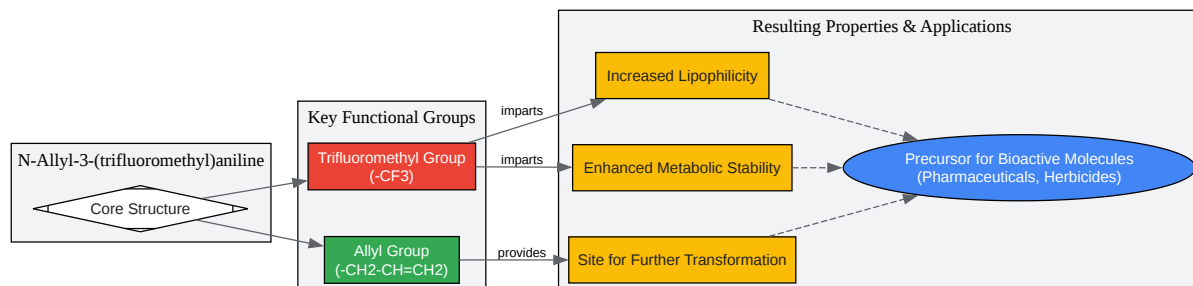 N-Allyl-3-(trifluoromethyl)aniline
Core Structure
Key Functional Groups
Trifluoromethyl Group
(-CF3)
Allyl Group
(-CH2-CH=CH2)
imparts
imparts
provides
Resulting Properties & Applications
Increased Lipophilicity
Enhanced Metabolic Stability
Site for Further Transformation
Precursor for Bioactive Molecules
(Pharmaceuticals, Herbicides)